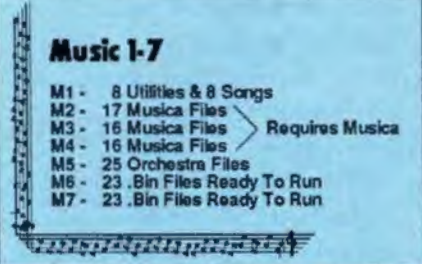 Music 1-7
M1 - 8 Utilities & 8 Songs
M2 - 17 Musica Files
M3 - 16 Musica Files Requires Musica
M4 - 16 Musica Files
M5 - 25 Orchestra Files
M6 - 23 .Bin Files Ready To Run
M7 - 23 .Bin Files Ready To Run